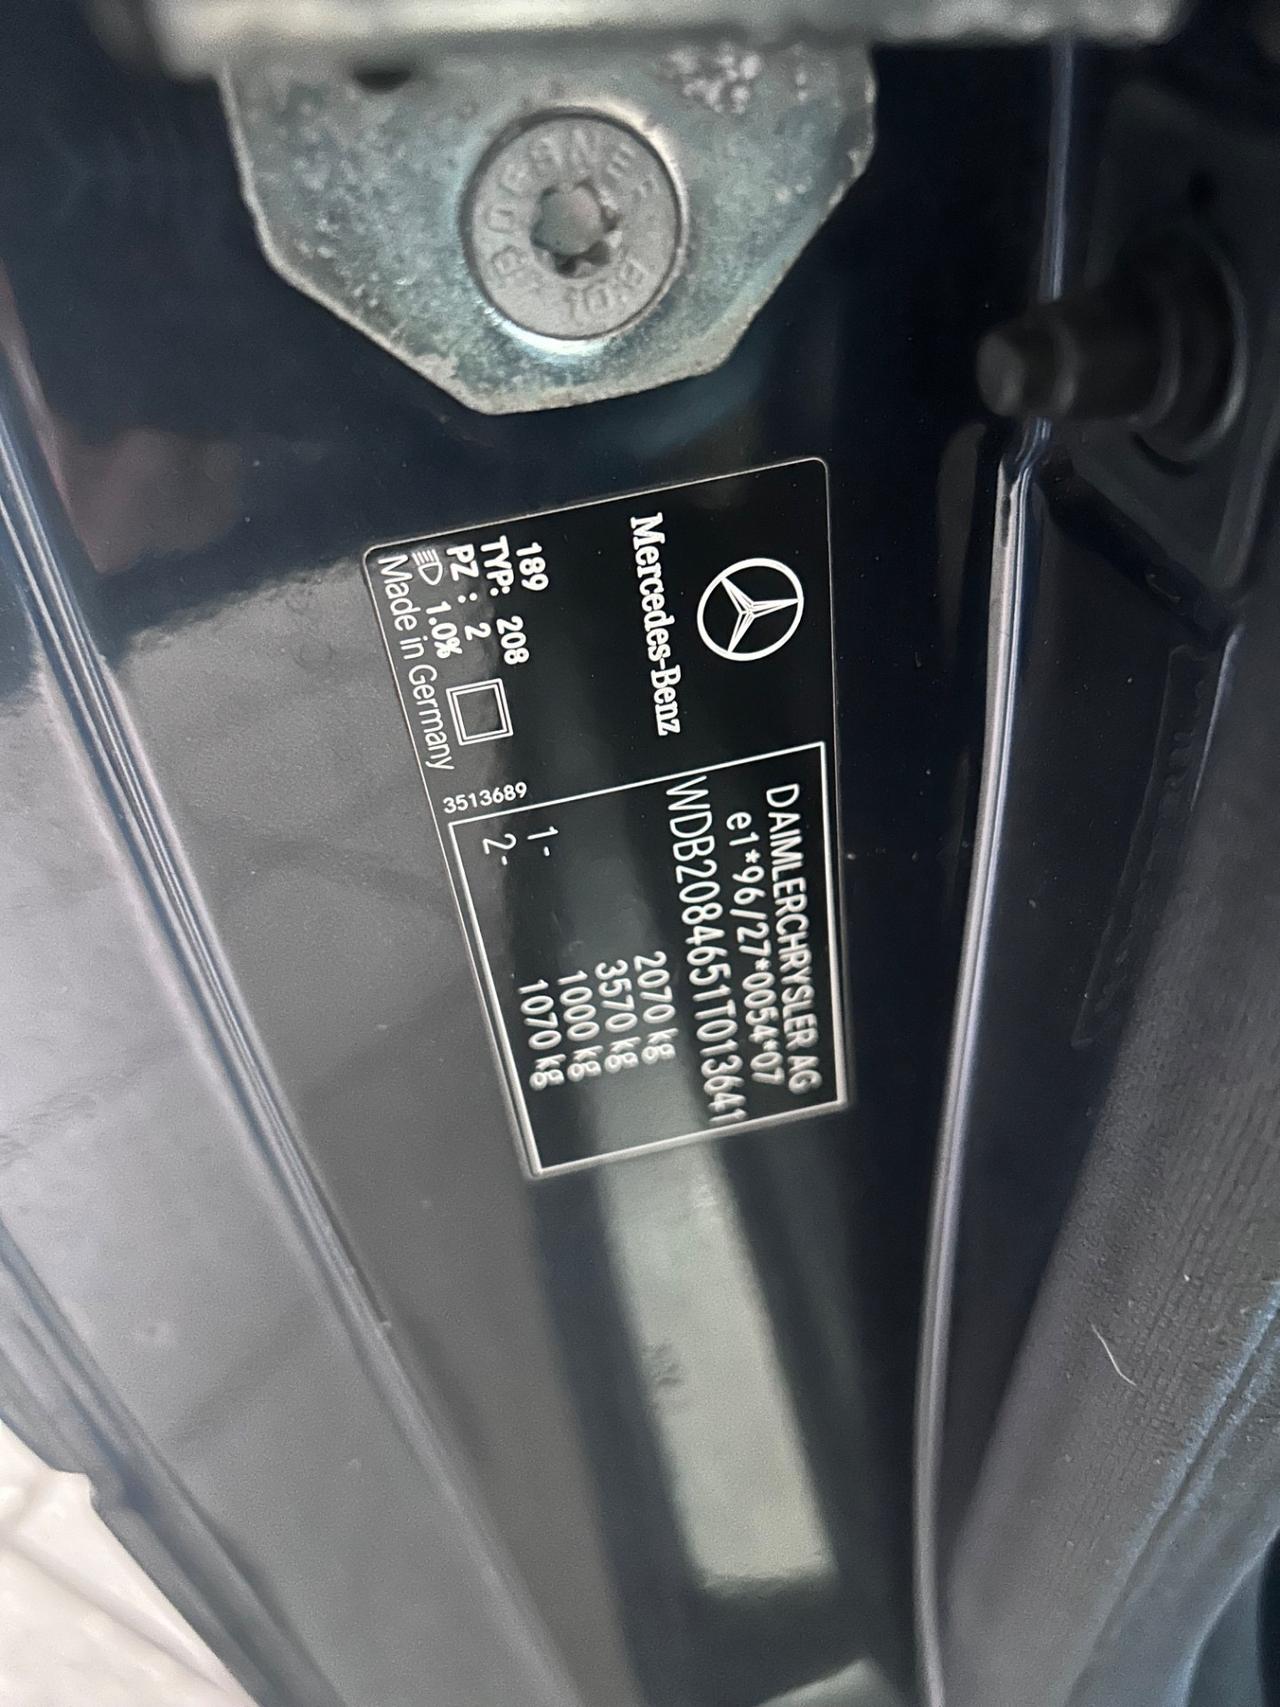 Mercedes-Benz
189
TYP: 208
PZ : 2
1.0%
Made in Germany
3513689
DAIMLERCHRYSLER AG
e1*96/27*0054*07
WDB2084651T013641
2070 kg
3570 kg
1- 1000 kg
2- 1070 kg